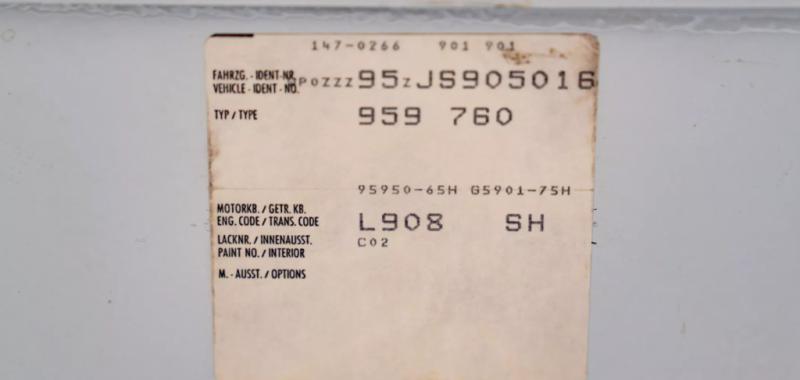 147-0266 901 901
FAHRZG. - IDENT-NR. 
VEHICLE - IDENT - NO. WP0ZZZ95ZJS905016
TYP / TYPE 959 760
95950-65H G5901-75H
MOTORKB. / GETR. KB.
ENG. CODE / TRANS. CODE L908 SH
LACKNR. / INNENAUSST. C02
PAINT NO. / INTERIOR
M. - AUSST. / OPTIONS